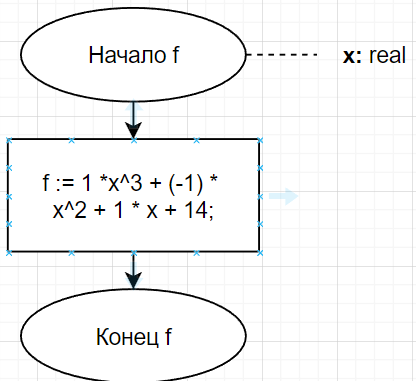 Начало f
x: real
f := 1 *x^3 + (-1) *
x^2 + 1 * x + 14;
Конец f